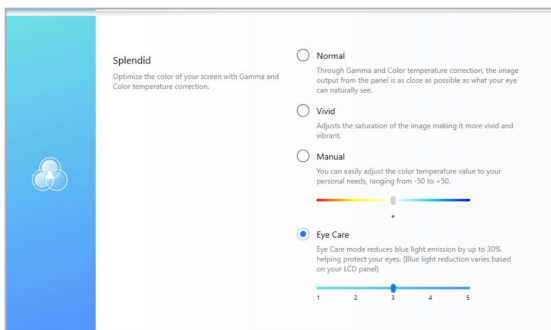 Splendid
Optimize the color of your screen with Gamma and
Color temperature correction.
Normal
Through Gamma and Color temperature correction, the image
output from the panel is as close as possible as what your eye
can naturally see.
Vivid
Adjusts the saturation of the image making it more vivid and
vibrant.
Manual
You can easily adjust the color temperature value to your
personal needs, ranging from -50 to +50.
Eye Care
Eye Care mode reduces blue light emission by up to 30%
helping protect your eyes. (Blue light reduction varies based
on your LCD panel)
1 2 3 4 5